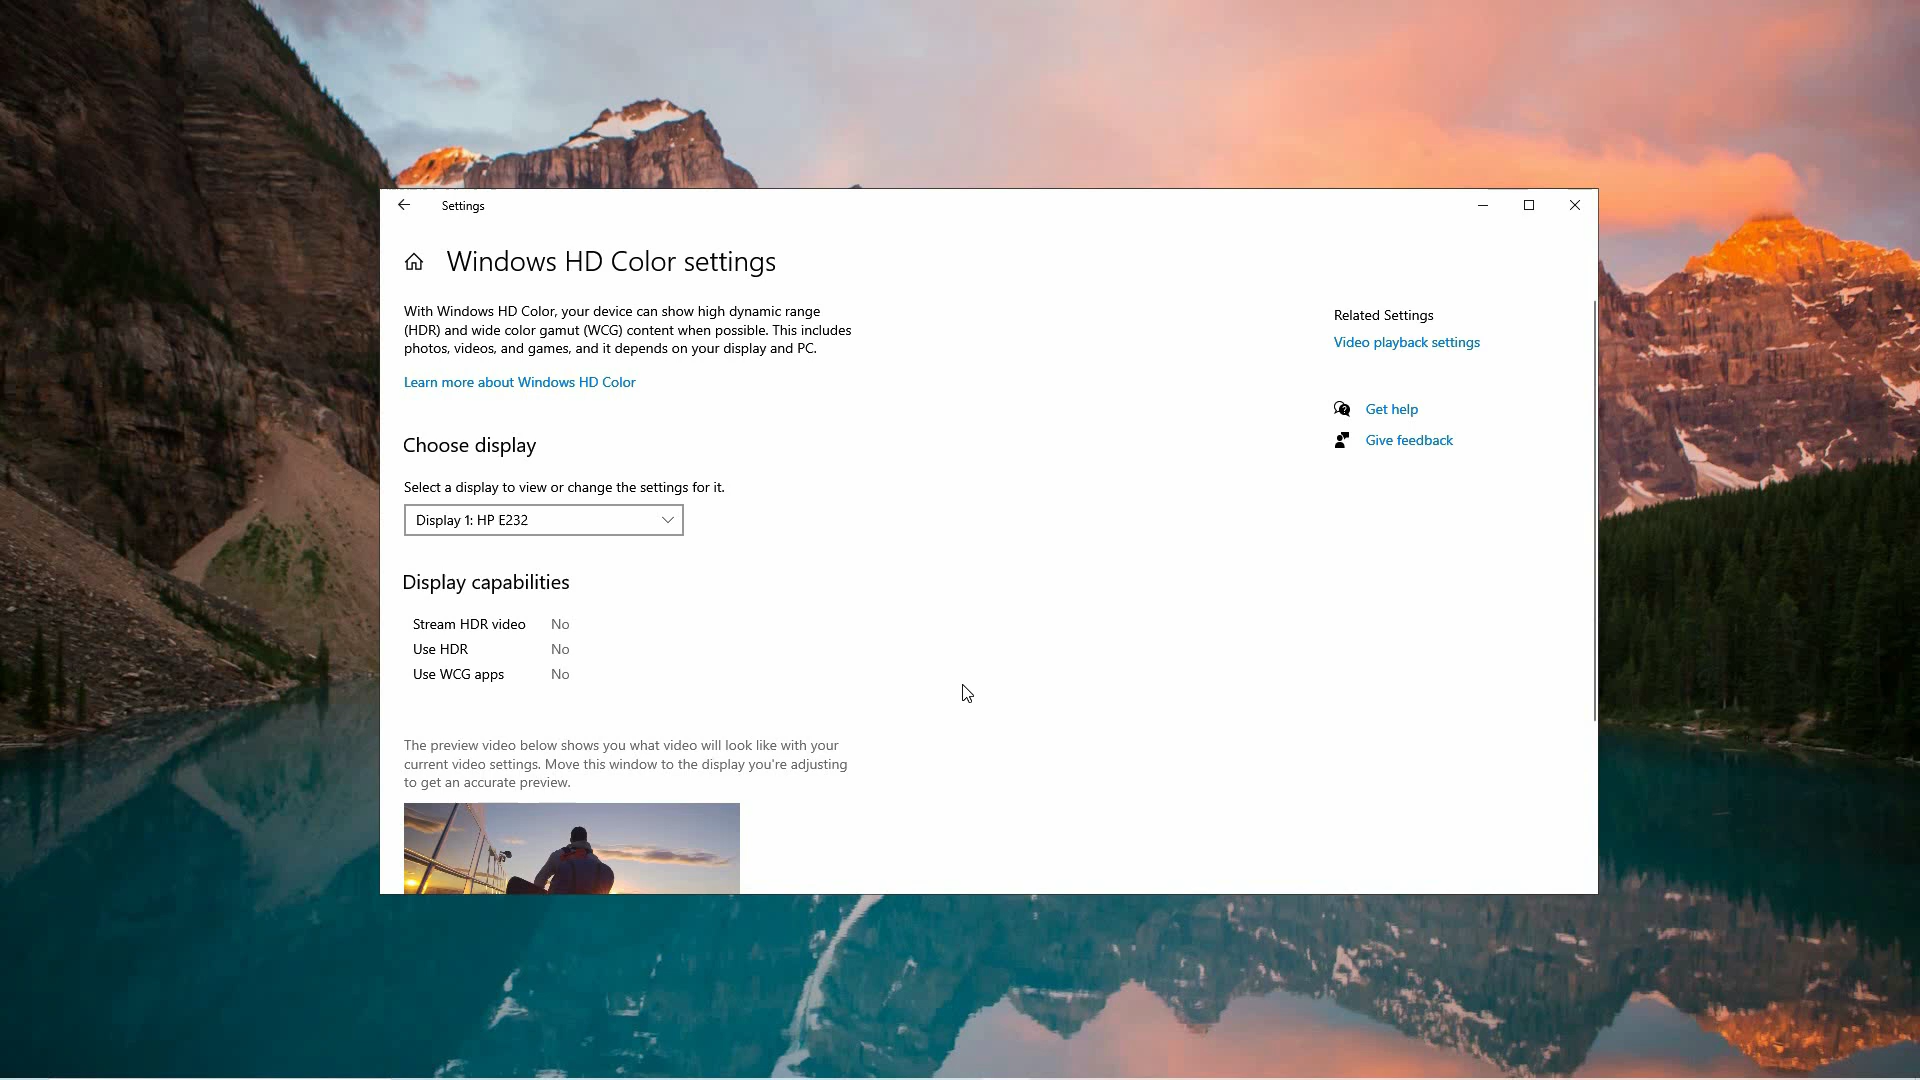 Settings
Windows HD Color settings
With Windows HD Color, your device can show high dynamic range
(HDR) and wide color gamut (WCG) content when possible. This includes
photos, videos, and games, and it depends on your display and PC.
Learn more about Windows HD Color
Choose display
Select a display to view or change the settings for it.
Display 1: HP E232
Display capabilities
Stream HDR video No
Use HDR No
Use WCG apps No
The preview video below shows you what video will look like with your
current video settings. Move this window to the display you're adjusting
to get an accurate preview.
Related Settings
Video playback settings
Get help
Give feedback